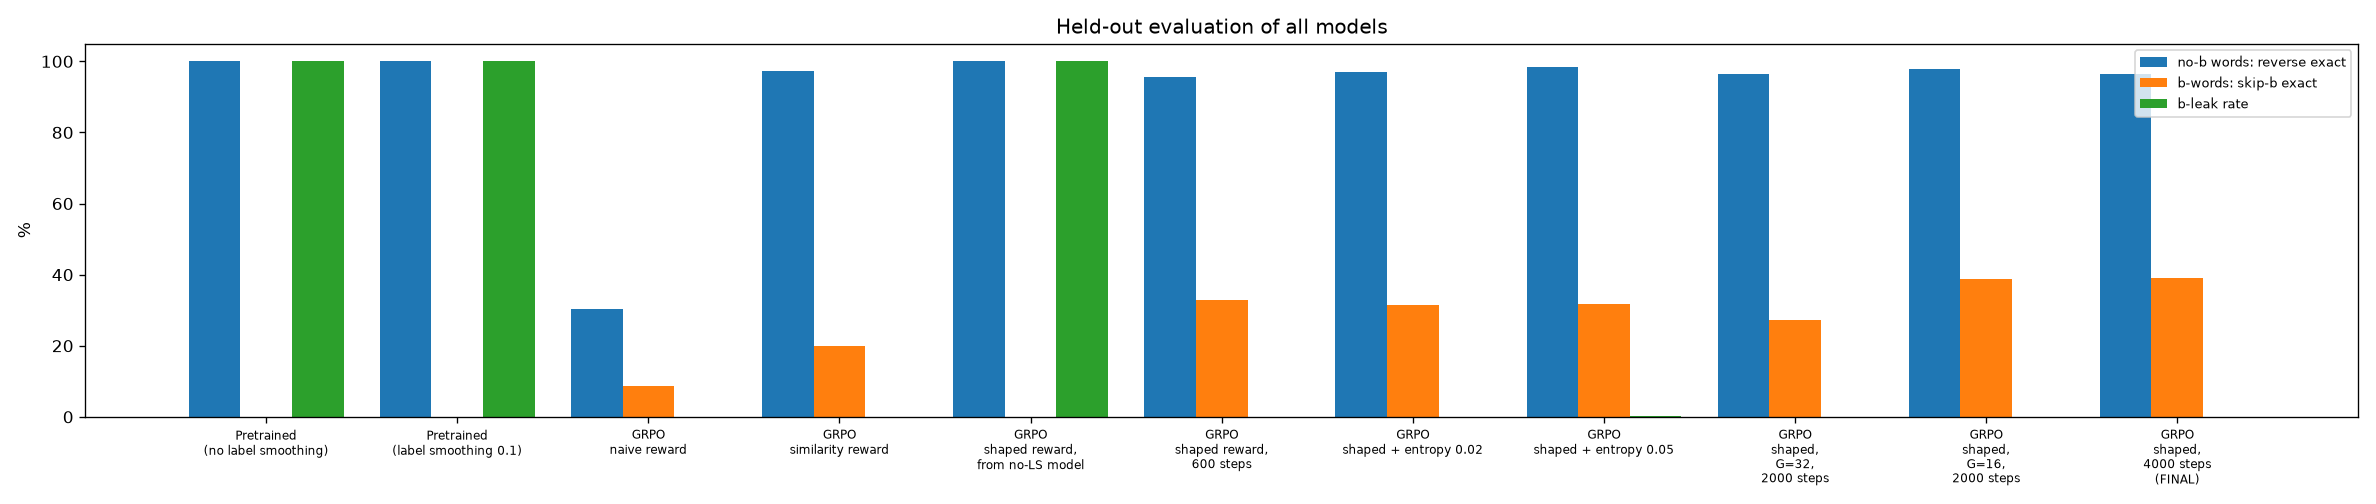 Held-out evaluation of all models
no-b words: reverse exact
b-words: skip-b exact
b-leak rate
%
100
80
60
40
20
0
Pretrained
(no label smoothing)
Pretrained
(label smoothing 0.1)
GRPO
naive reward
GRPO
similarity reward
GRPO
shaped reward,
from no-LS model
GRPO
shaped reward,
600 steps
GRPO
shaped + entropy 0.02
GRPO
shaped + entropy 0.05
GRPO
shaped,
G=32,
2000 steps
GRPO
shaped,
G=16,
2000 steps
GRPO
shaped,
4000 steps
(FINAL)